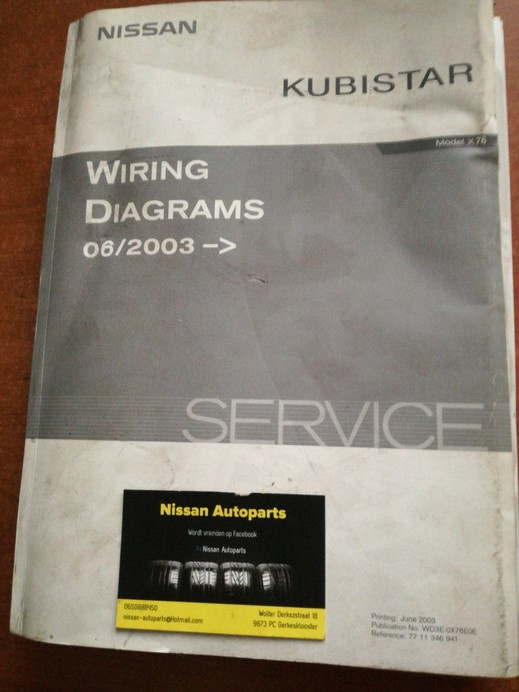 NISSAN
KUBISTAR
Model X76
WIRING
DIAGRAMS
06/2003 ->
SERVICE
Nissan Autoparts
Wordt vrienden op Facebook
Nissan Autoparts
nissan-autoparts@Hotmail.com
Wolter Derkszstraat 18
9873 PC Gerkesklooster
Printing: June 2003
Publication No. WD3E-0X76E0E
Reference: 77 11 346 941